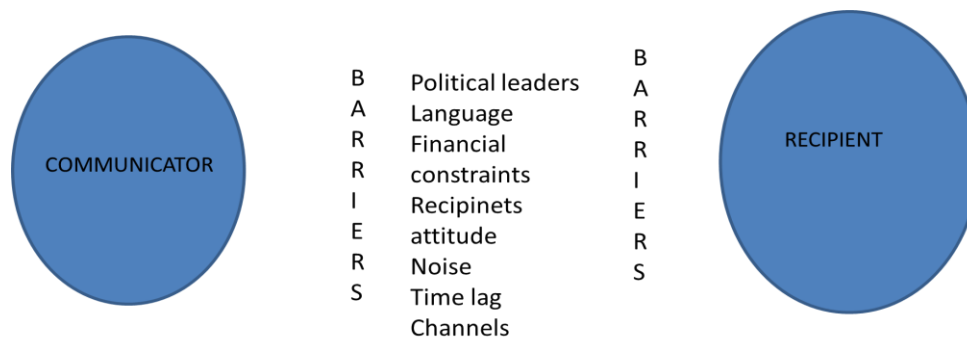 COMMUNICATOR
B
A
R
R
I
E
R
S
Political leaders
Language
Financial
constraints
Recipinets
attitude
Noise
Time lag
Channels
B
A
R
R
I
E
R
S
RECIPIENT